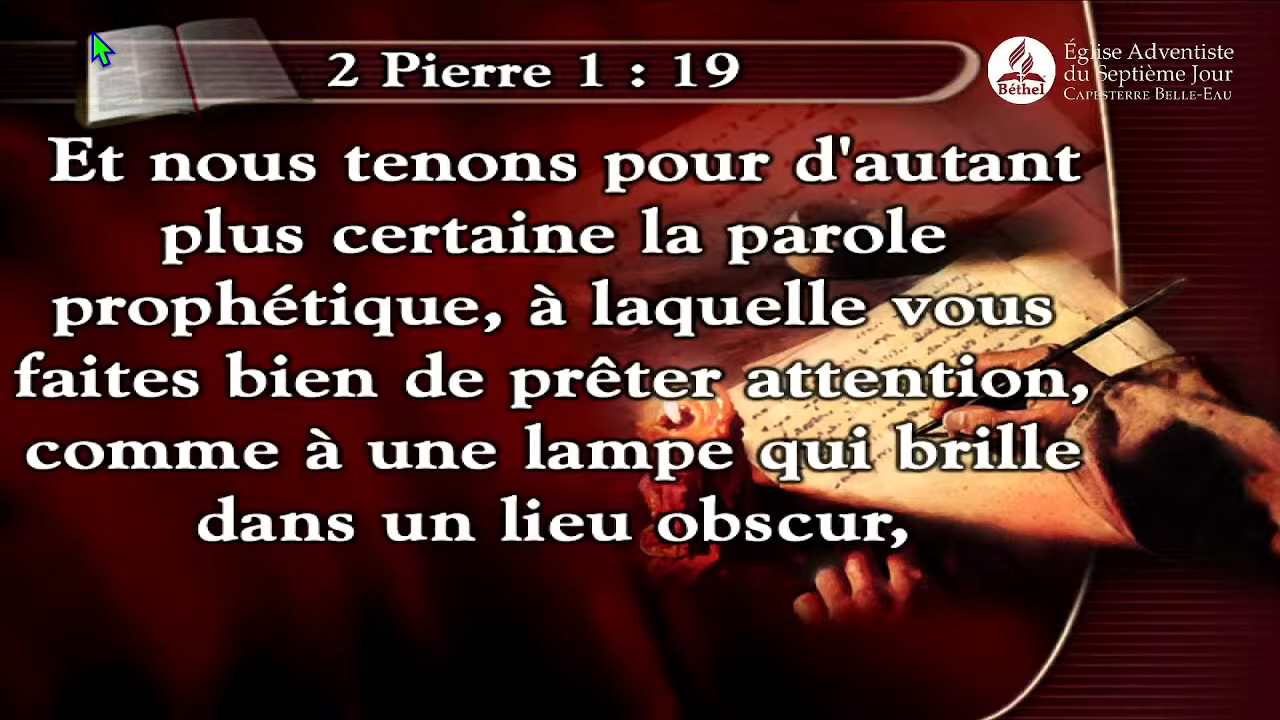 2 Pierre 1 : 19
Église Adventiste
du Septième Jour
Capesterre Belle-Eau
Béthel
Et nous tenons pour d'autant
plus certaine la parole
prophétique, à laquelle vous
faites bien de prêter attention,
comme à une lampe qui brille
dans un lieu obscur,